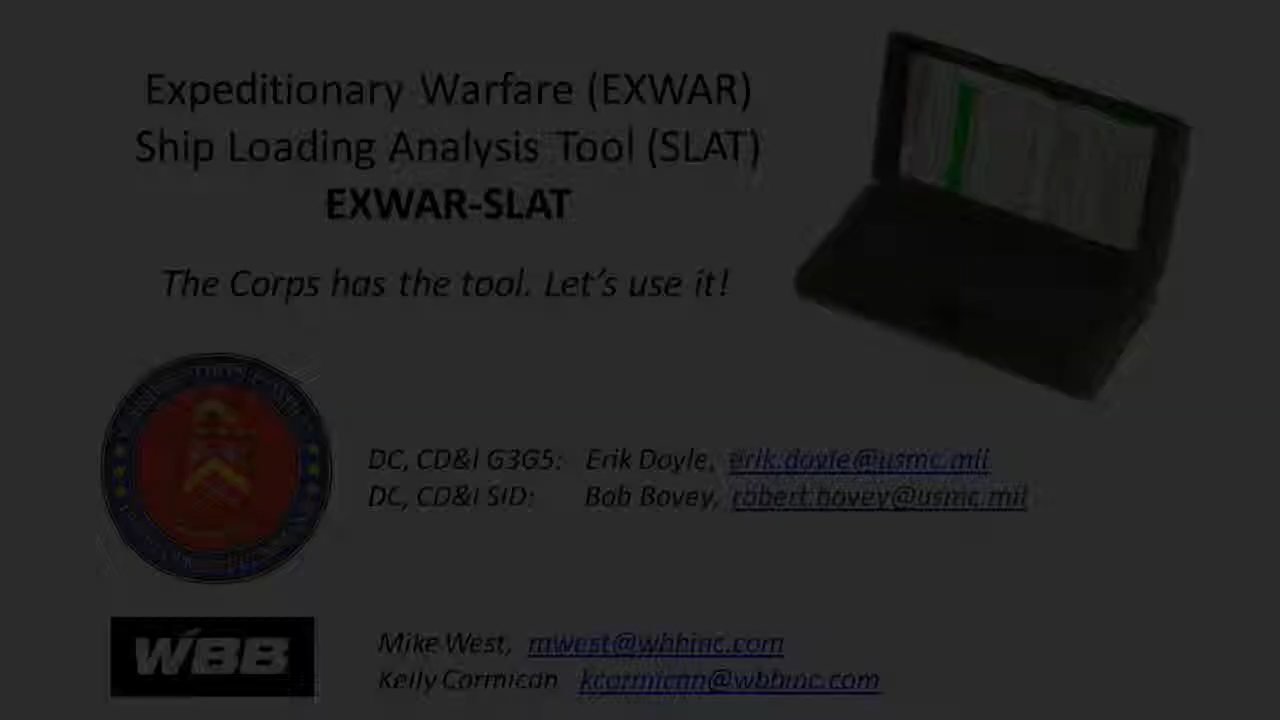 Expeditionary Warfare (EXWAR)
Ship Loading Analysis Tool (SLAT)
EXWAR-SLAT
The Corps has the tool. Let's use it!
DC, CD&I G3G5: Erik Doyle, erik.doyle@usmc.mil
DC, CD&I SID: Bob Bovey, robert.bovey@usmc.mil
WBB
Mike West, mwest@wbbinc.com
Kelly Cormican kcormican@wbbinc.com